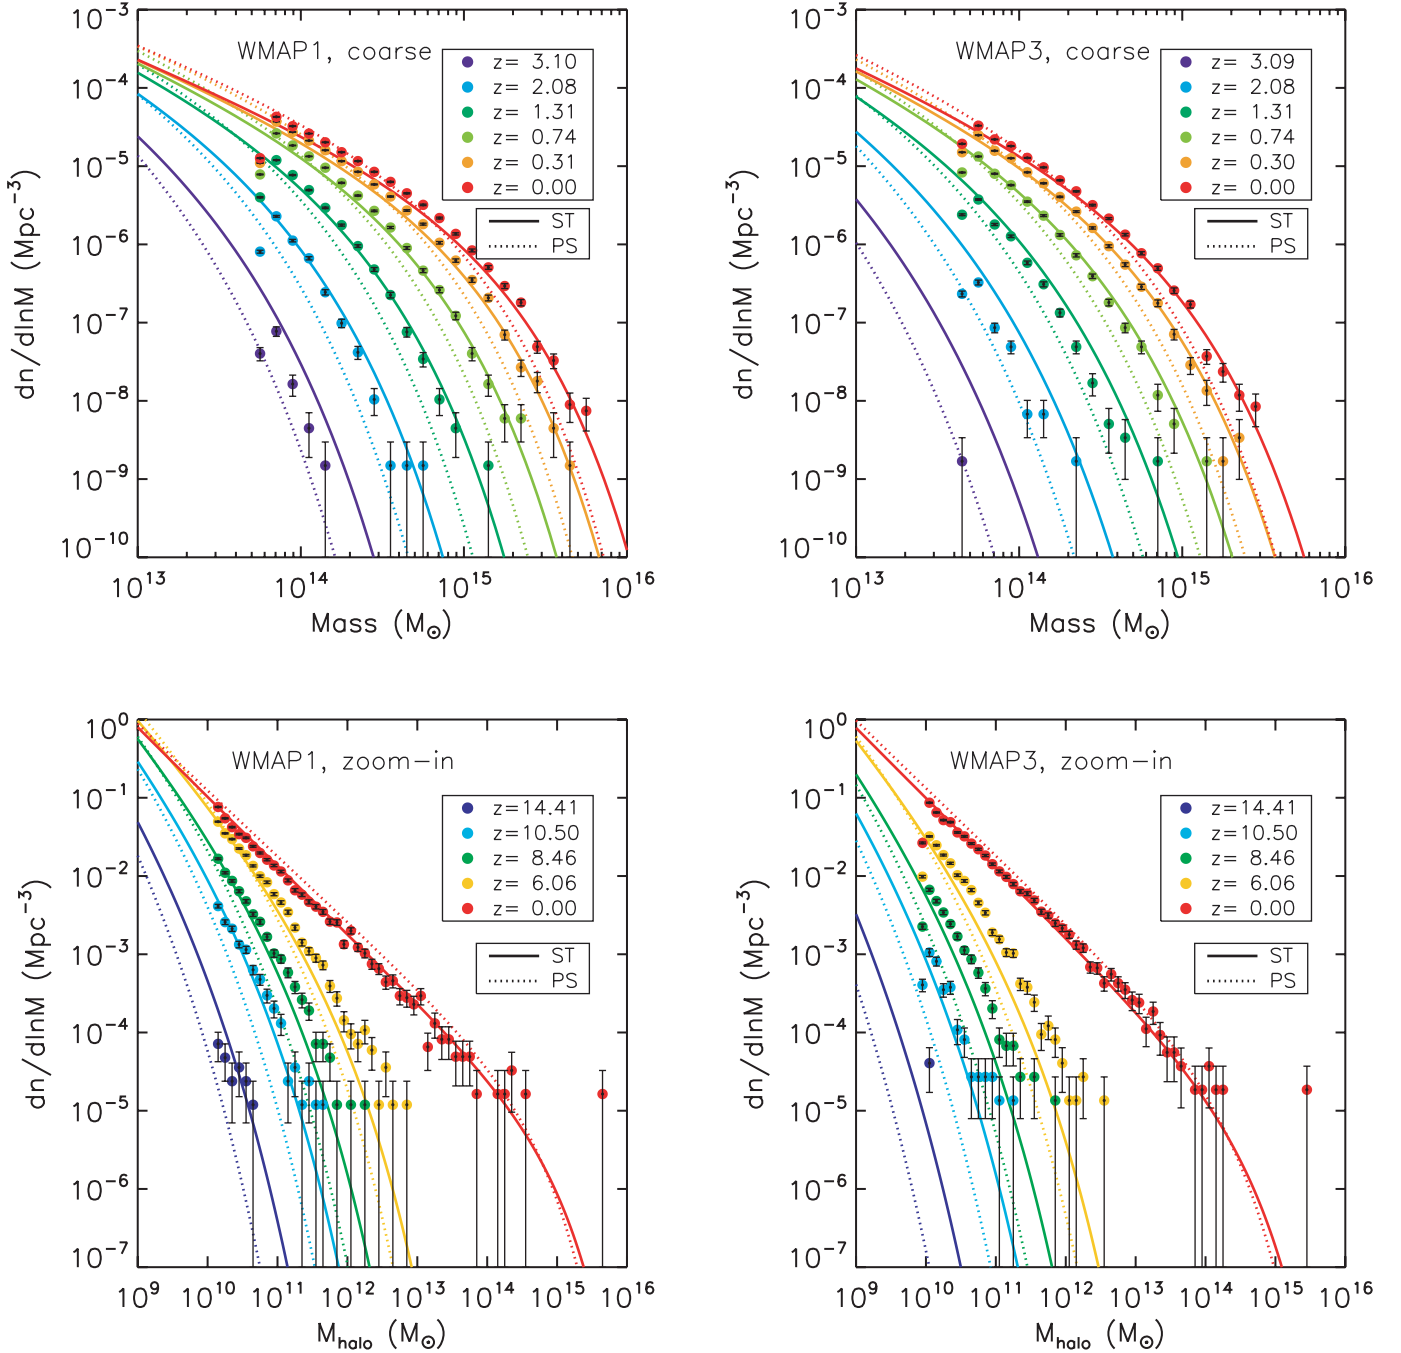 WMAP1, coarse
z= 3.10
z= 2.08
z= 1.31
z= 0.74
z= 0.31
z= 0.00
ST
PS
10⁻³
10⁻⁴
10⁻⁵
10⁻⁶
10⁻⁷
10⁻⁸
10⁻⁹
10⁻¹⁰
dn/dlnM (Mpc⁻³)
10¹³ 10¹⁴ 10¹⁵ 10¹⁶
Mass (M⊙)
WMAP3, coarse
z= 3.09
z= 2.08
z= 1.31
z= 0.74
z= 0.30
z= 0.00
ST
PS
10⁻³
10⁻⁴
10⁻⁵
10⁻⁶
10⁻⁷
10⁻⁸
10⁻⁹
10⁻¹⁰
dn/dlnM (Mpc⁻³)
10¹³ 10¹⁴ 10¹⁵ 10¹⁶
Mass (M⊙)
WMAP1, zoom-in
z=14.41
z=10.50
z= 8.46
z= 6.06
z= 0.00
ST
PS
10⁰
10⁻¹
10⁻²
10⁻³
10⁻⁴
10⁻⁵
10⁻⁶
10⁻⁷
dn/dlnM (Mpc⁻³)
10⁹ 10¹⁰ 10¹¹ 10¹² 10¹³ 10¹⁴ 10¹⁵ 10¹⁶
M_halo (M⊙)
WMAP3, zoom-in
z=14.41
z=10.50
z= 8.46
z= 6.06
z= 0.00
ST
PS
10⁰
10⁻¹
10⁻²
10⁻³
10⁻⁴
10⁻⁵
10⁻⁶
10⁻⁷
dn/dlnM (Mpc⁻³)
10⁹ 10¹⁰ 10¹¹ 10¹² 10¹³ 10¹⁴ 10¹⁵ 10¹⁶
M_halo (M⊙)